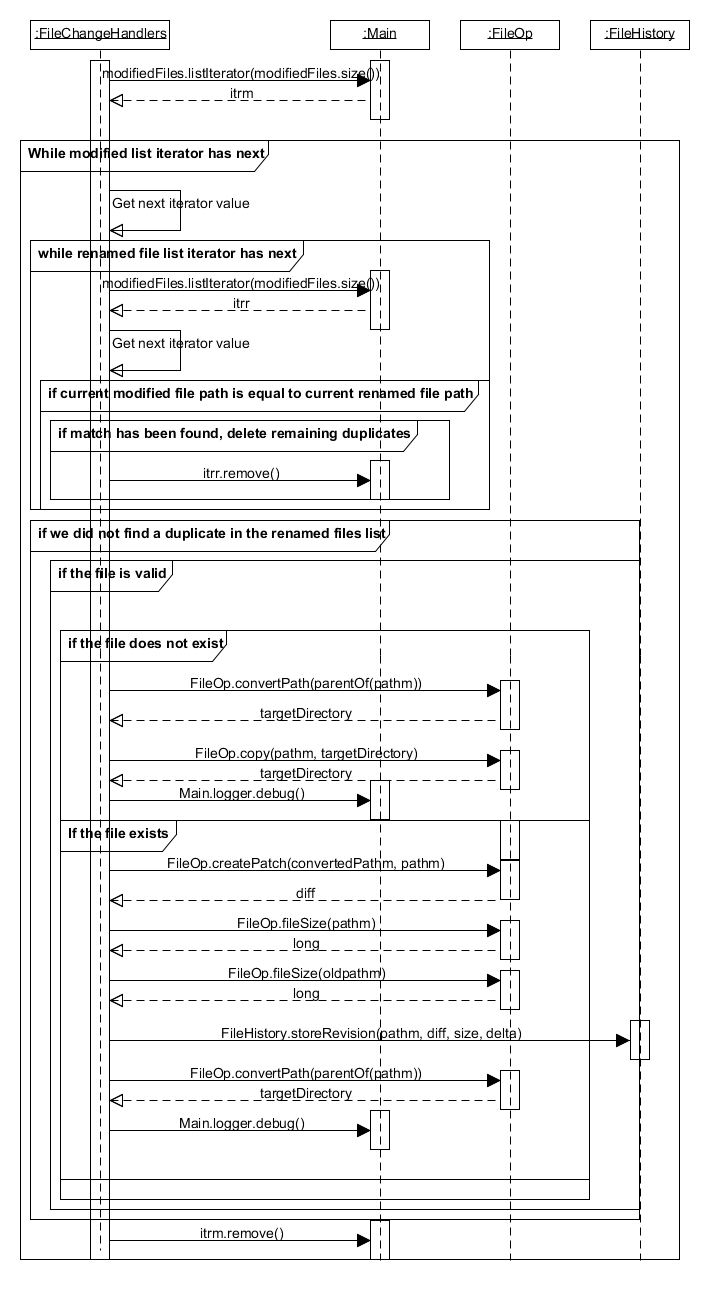 :FileChangeHandlers
:Main
:FileOp
:FileHistory
modifiedFiles.listIterator(modifiedFiles.size())
itrm
While modified list iterator has next
Get next iterator value
while renamed file list iterator has next
modifiedFiles.listIterator(modifiedFiles.size())
itrr
Get next iterator value
if current modified file path is equal to current renamed file path
if match has been found, delete remaining duplicates
itrr.remove()
if we did not find a duplicate in the renamed files list
if the file is valid
if the file does not exist
FileOp.convertPath(parentOf(pathm))
targetDirectory
FileOp.copy(pathm, targetDirectory)
targetDirectory
Main.logger.debug()
If the file exists
FileOp.createPatch(convertedPathm, pathm)
diff
FileOp.fileSize(pathm)
long
FileOp.fileSize(oldpathm)
long
FileHistory.storeRevision(pathm, diff, size, delta)
FileOp.convertPath(parentOf(pathm))
targetDirectory
Main.logger.debug()
itrm.remove()